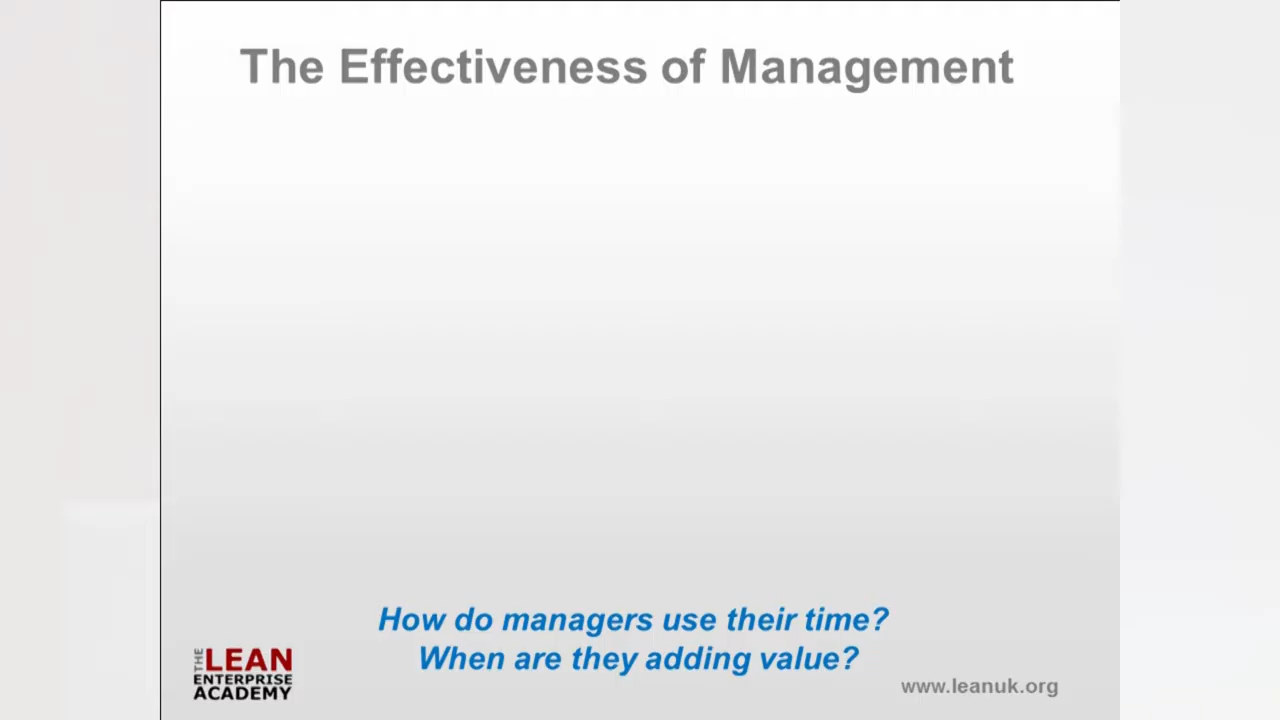 The Effectiveness of Management
How do managers use their time?
When are they adding value?
THE LEAN
ENTERPRISE
ACADEMY
www.leanuk.org